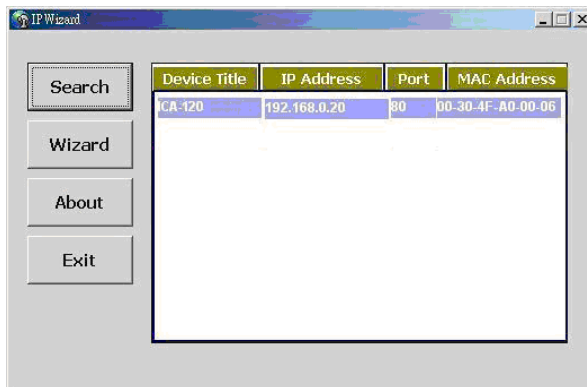 IP Wizard
Search
Wizard
About
Exit
Device Title IP Address Port MAC Address
ICA-120 192.168.0.20 80 00-30-4F-A0-00-06